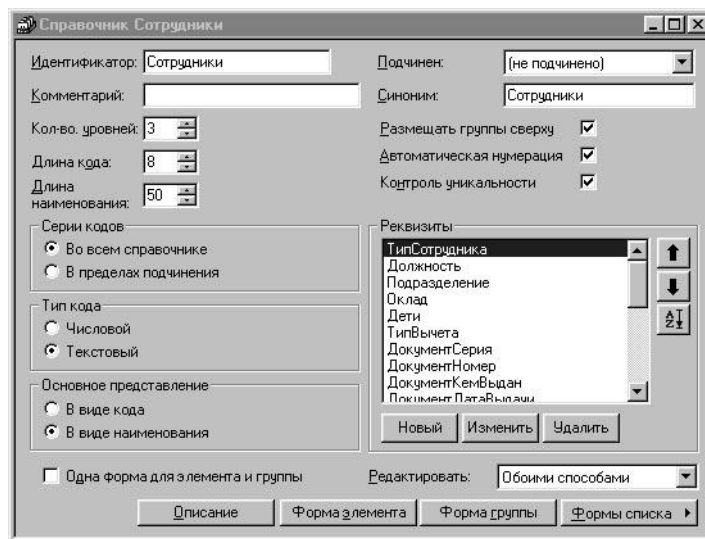 Справочник Сотрудники
Идентификатор: Сотрудники
Подчинен: (не подчинено)
Комментарий:
Синоним: Сотрудники
Кол-во. уровней: 3
Размещать группы сверху
Длина кода: 8
Автоматическая нумерация
Длина наименования: 50
Контроль уникальности
Серии кодов
Во всем справочнике
В пределах подчинения
Тип кода
Числовой
Текстовый
Основное представление
В виде кода
В виде наименования
Реквизиты
ТипСотрудника
Должность
Подразделение
Оклад
Дети
ТипВычета
ДокументСерия
ДокументНомер
ДокументКемВыдан
ДокументДатаВыдачи
Новый Изменить Удалить
Одна форма для элемента и группы
Редактировать: Обоими способами
Описание Форма элемента Форма группы Формы списка